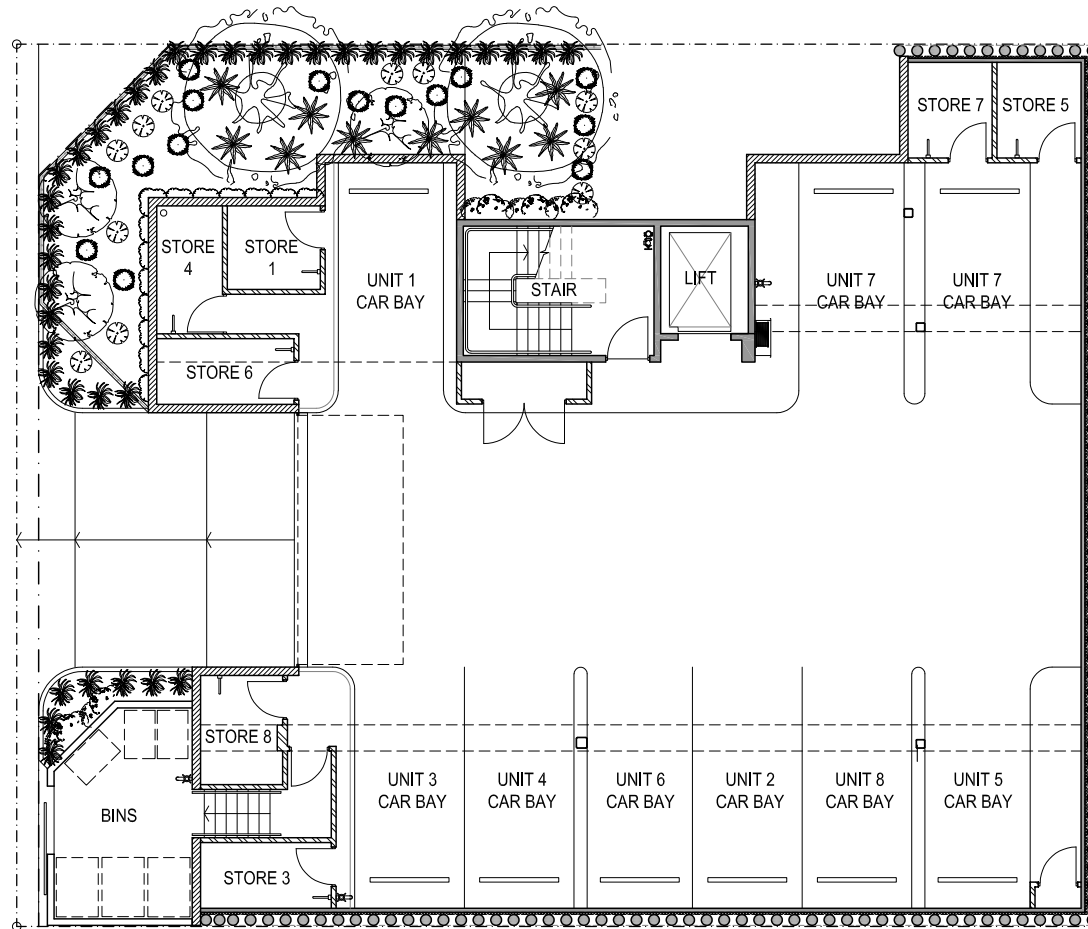 STORE 7
STORE 5
STORE
4
STORE
1
UNIT 1
CAR BAY
STAIR
LIFT
UNIT 7
CAR BAY
UNIT 7
CAR BAY
STORE 6
STORE 8
UNIT 3
CAR BAY
UNIT 4
CAR BAY
UNIT 6
CAR BAY
UNIT 2
CAR BAY
UNIT 8
CAR BAY
UNIT 5
CAR BAY
BINS
STORE 3